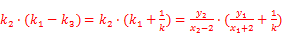 k₂ · (k₁ − k₃) = k₂ · (k₁ + 1/k) = y₂/(x₂−2) · (y₁/(x₁+2) + 1/k)